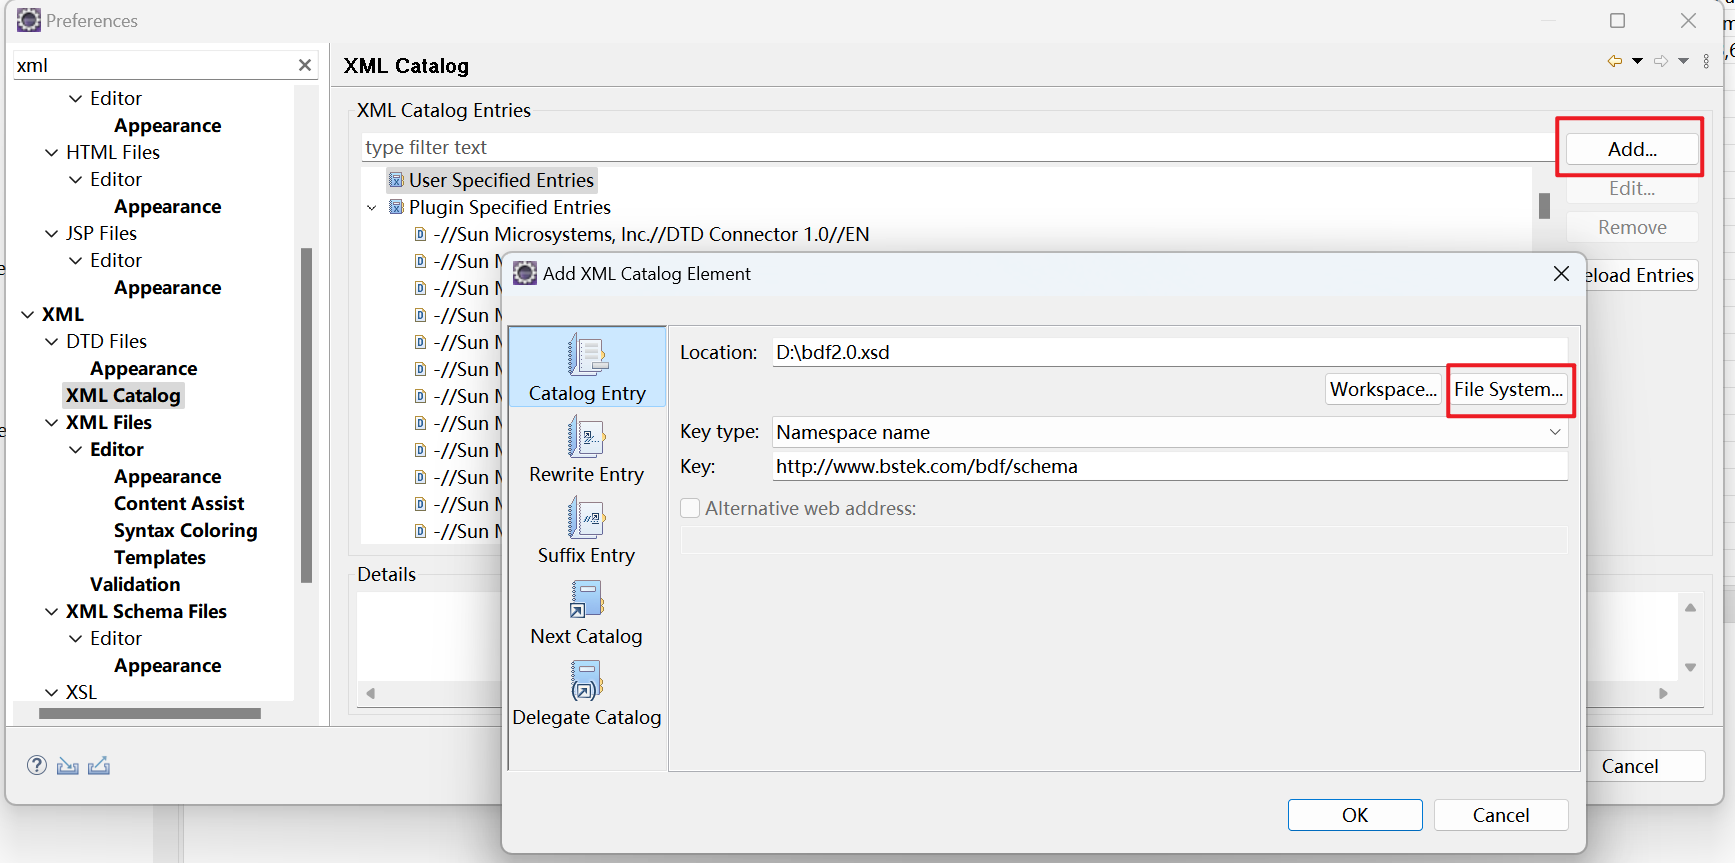 Preferences
xml
Editor
Appearance
HTML Files
Editor
Appearance
JSP Files
Editor
Appearance
XML
DTD Files
Appearance
XML Catalog
XML Files
Editor
Appearance
Content Assist
Syntax Coloring
Templates
Validation
XML Schema Files
Editor
Appearance
XSL
XML Catalog
XML Catalog Entries
type filter text
User Specified Entries
Plugin Specified Entries
-//Sun Microsystems, Inc.//DTD Connector 1.0//EN
-//Sun M
-//Sun M
-//Sun M
-//Sun M
-//Sun M
-//Sun M
-//Sun M
-//Sun M
-//Sun M
-//Sun M
-//Sun M
Add...
Edit...
Remove
eload Entries
Details
Cancel
Add XML Catalog Element
Catalog Entry
Rewrite Entry
Suffix Entry
Next Catalog
Delegate Catalog
Location: D:\bdf2.0.xsd
Workspace... File System...
Key type: Namespace name
Key: http://www.bstek.com/bdf/schema
Alternative web address:
OK Cancel